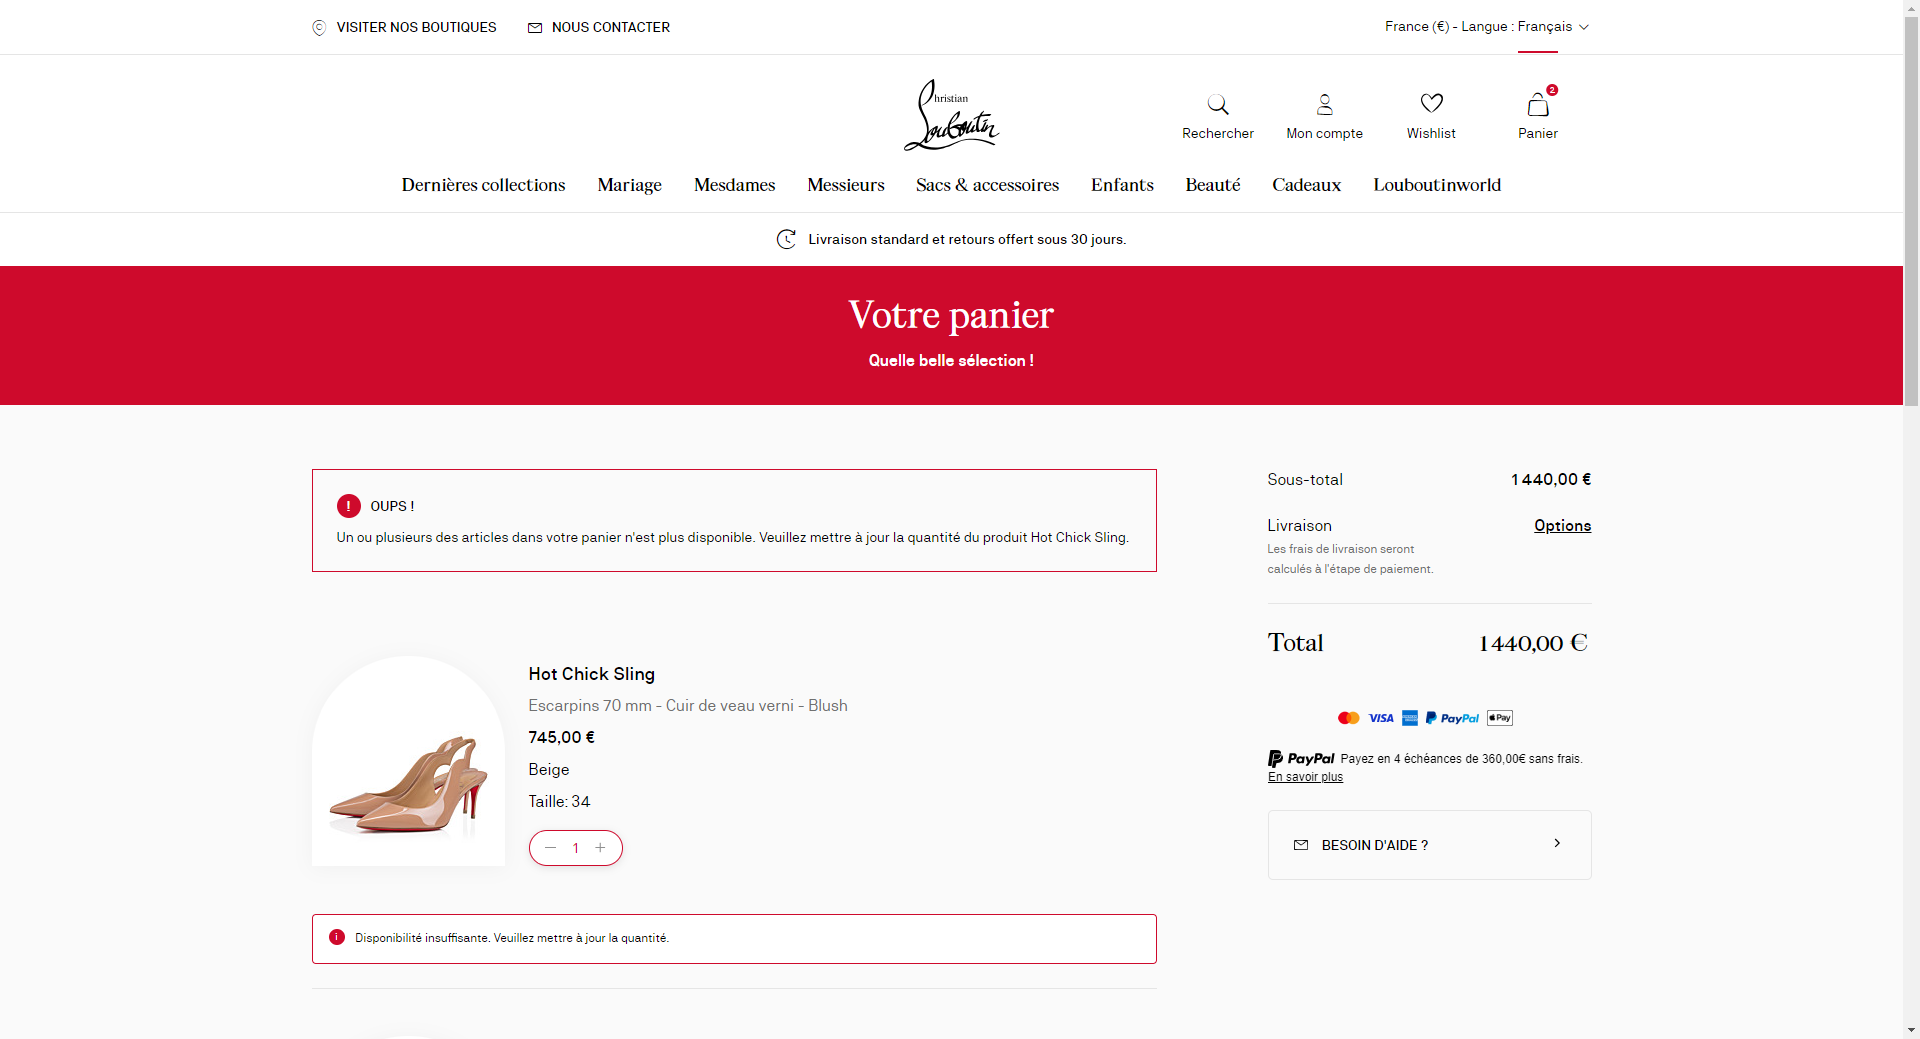 VISITER NOS BOUTIQUES
NOUS CONTACTER
France (€) - Langue : Français
Christian
Louboutin
Rechercher
Mon compte
Wishlist
2
Panier
Dernières collections
Mariage
Mesdames
Messieurs
Sacs & accessoires
Enfants
Beauté
Cadeaux
Louboutinworld
Livraison standard et retours offert sous 30 jours.
Votre panier
Quelle belle sélection !
! OUPS !
Un ou plusieurs des articles dans votre panier n'est plus disponible. Veuillez mettre à jour la quantité du produit Hot Chick Sling.
Hot Chick Sling
Escarpins 70 mm - Cuir de veau verni - Blush
745,00 €
Beige
Taille: 34
— 1 +
i Disponibilité insuffisante. Veuillez mettre à jour la quantité.
Sous-total 1 440,00 €
Livraison Options
Les frais de livraison seront
calculés à l'étape de paiement.
Total 1 440,00 €
VISA PayPal Pay
PayPal Payez en 4 échéances de 360,00€ sans frais.
En savoir plus
BESOIN D'AIDE ?